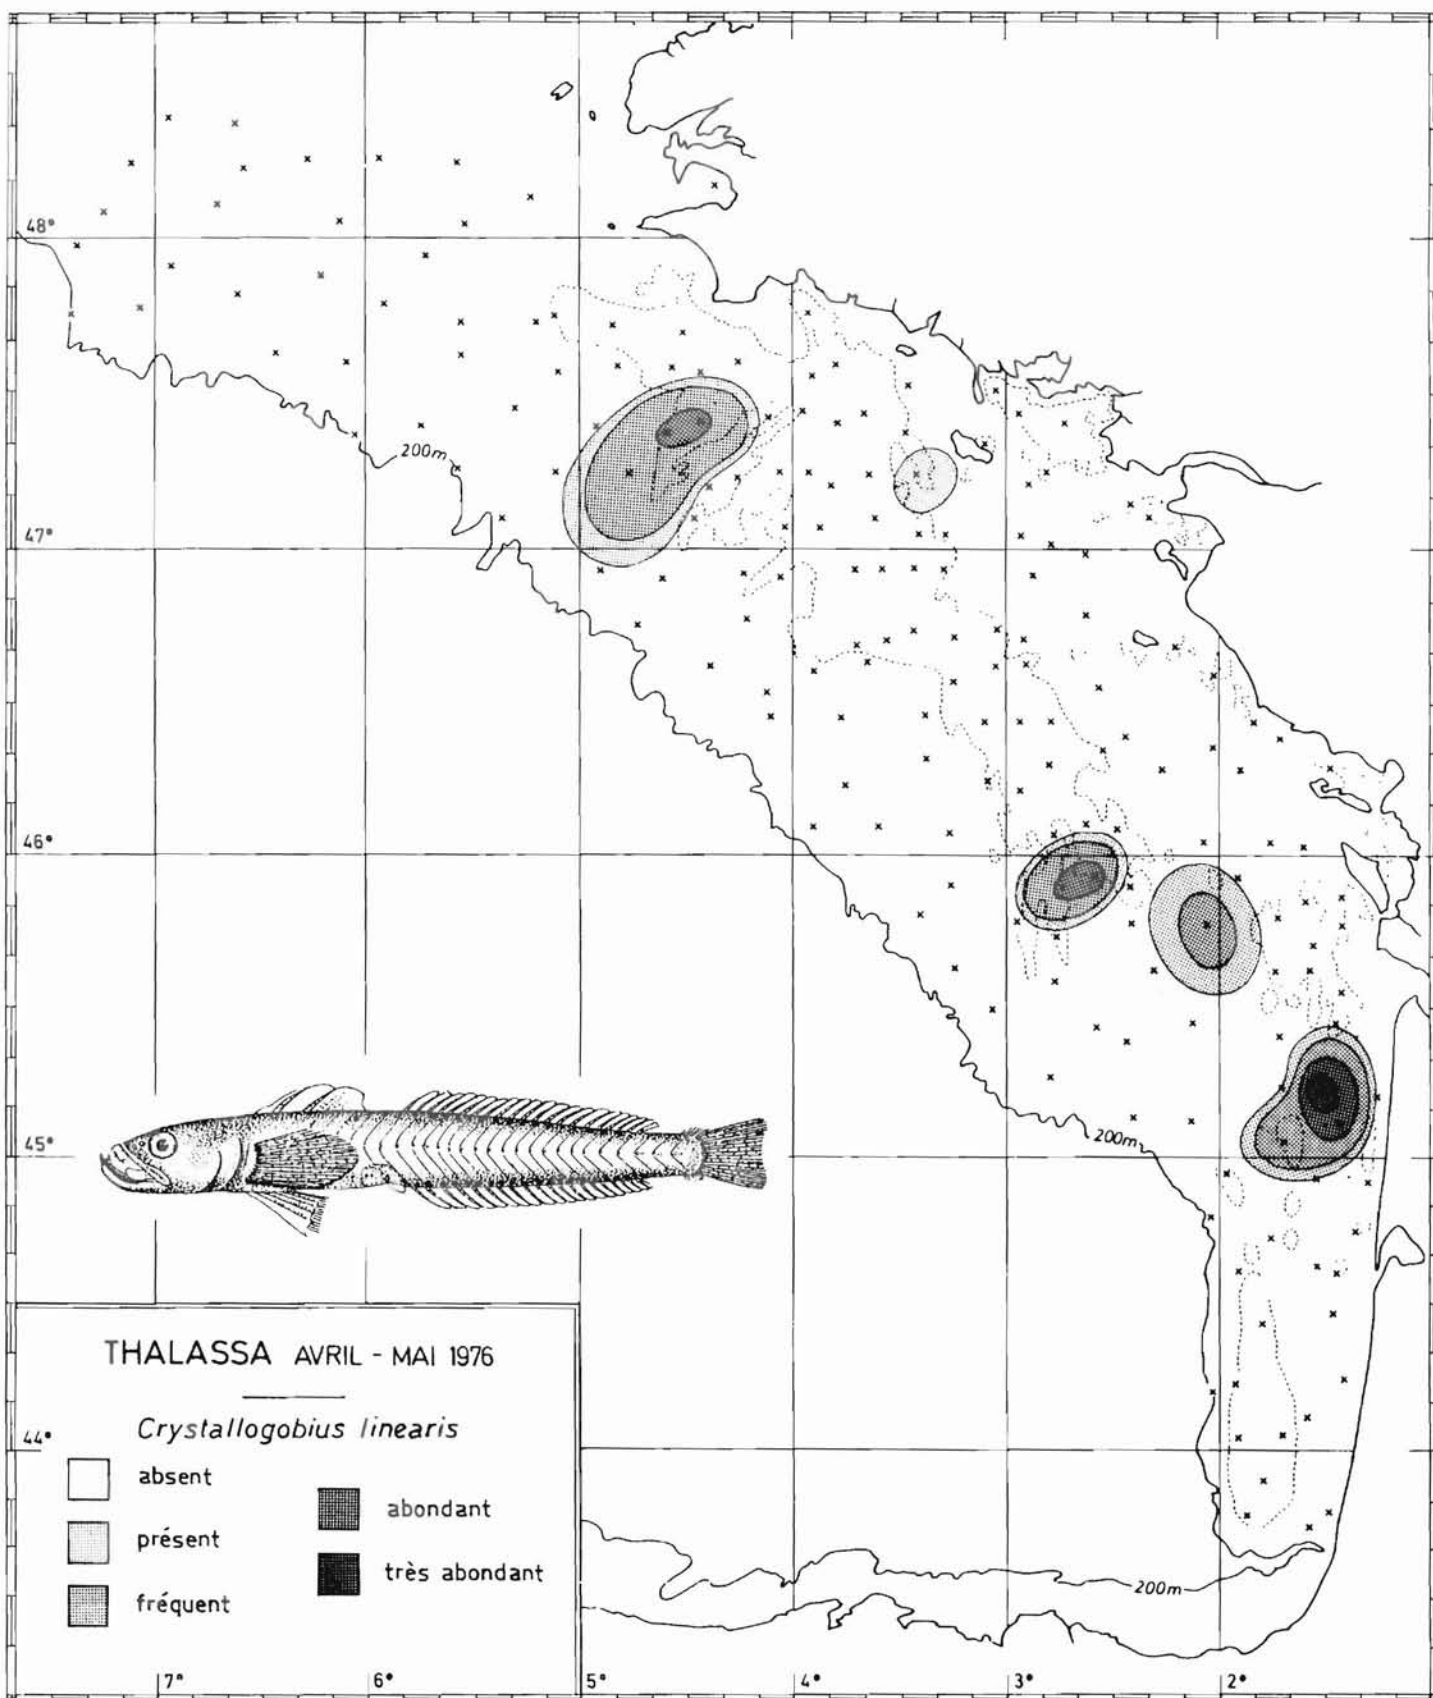 48°
200m
47°
46°
45°
200m
THALASSA AVRIL - MAI 1976
Crystallogobius linearis
44°
absent
abondant
présent
très abondant
fréquent
200m
7°
6°
5°
4°
3°
2°